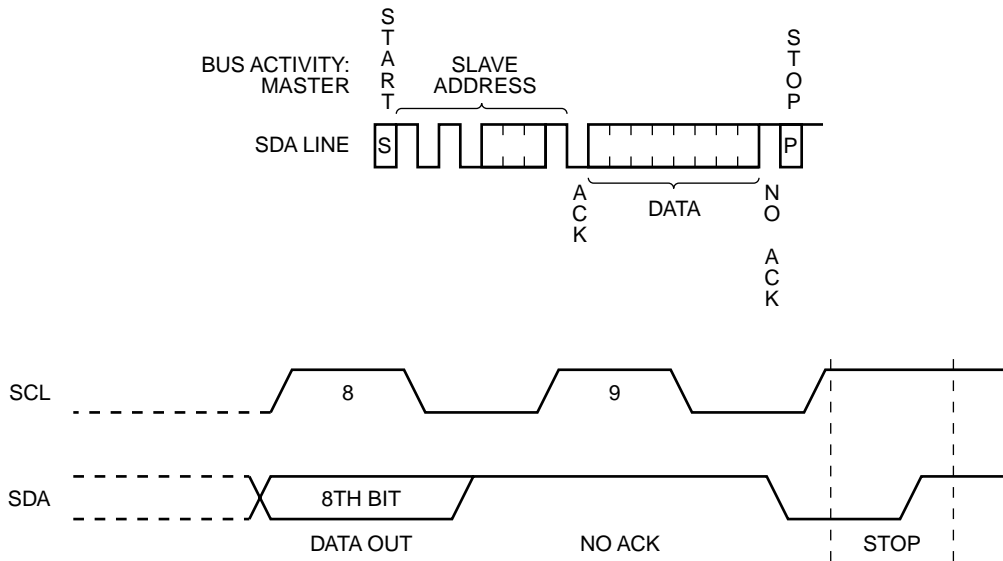 START
STOP
BUS ACTIVITY:
MASTER
SLAVE
ADDRESS
SDA LINE
S
P
ACK
DATA
NO ACK
SCL
8
9
SDA
8TH BIT
DATA OUT
NO ACK
STOP